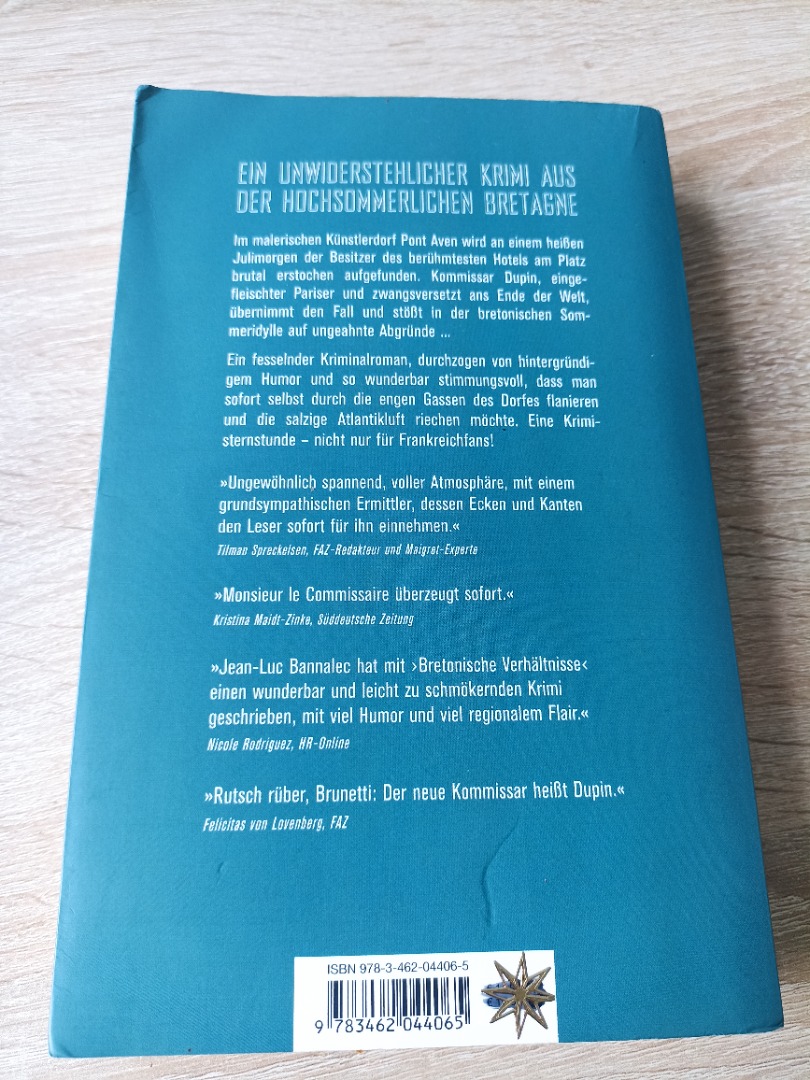 EIN UNWIDERSTEHLICHER KRIMI AUS
DER HOCHSOMMERLICHEN BRETAGNE
Im malerischen Künstlerdorf Pont Aven wird an einem heißen
Julimorgen der Besitzer des berühmtesten Hotels am Platz
brutal erstochen aufgefunden. Kommissar Dupin, einge-
fleischter Pariser und zwangsversetzt ans Ende der Welt,
übernimmt den Fall und stößt in der bretonischen Som-
meridylle auf ungeahnte Abgründe ...
Ein fesselnder Kriminalroman, durchzogen von hintergründi-
gem Humor und so wunderbar stimmungsvoll, dass man
sofort selbst durch die engen Gassen des Dorfes flanieren
und die salzige Atlantikluft riechen möchte. Eine Krimi-
sternstunde – nicht nur für Frankreichfans!
»Ungewöhnlich spannend, voller Atmosphäre, mit einem
grundsympathischen Ermittler, dessen Ecken und Kanten
den Leser sofort für ihn einnehmen.«
Tilman Spreckelsen, FAZ-Redakteur und Maigret-Experte
»Monsieur le Commissaire überzeugt sofort.«
Kristina Maidt-Zinke, Süddeutsche Zeitung
»Jean-Luc Bannalec hat mit ›Bretonische Verhältnisse‹
einen wunderbar und leicht zu schmökernden Krimi
geschrieben, mit viel Humor und viel regionalem Flair.«
Nicole Rodriguez, HR-Online
»Rutsch rüber, Brunetti: Der neue Kommissar heißt Dupin.«
Felicitas von Lovenberg, FAZ
ISBN 978-3-462-04406-5
9 783462 044065